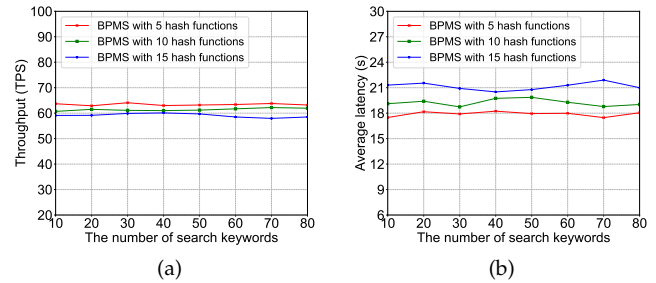 100
90
80
70
60
50
40
30
20
Throughput (TPS)
BPMS with 5 hash functions
BPMS with 10 hash functions
BPMS with 15 hash functions
10 20 30 40 50 60 70 80
The number of search keywords
(a)
30
27
24
21
18
15
12
9
6
Average latency (s)
BPMS with 5 hash functions
BPMS with 10 hash functions
BPMS with 15 hash functions
10 20 30 40 50 60 70 80
The number of search keywords
(b)